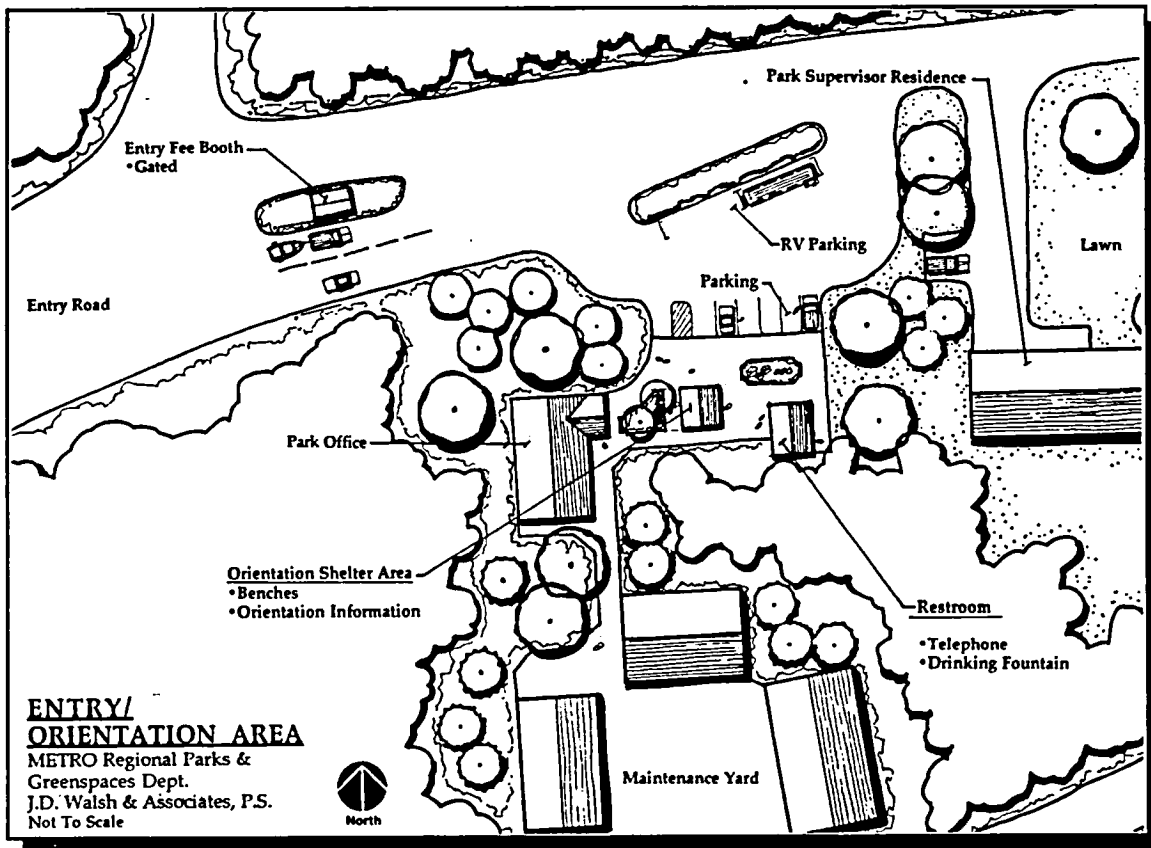 Park Supervisor Residence
Entry Fee Booth
•Gated
RV Parking
Lawn
Parking
Entry Road
Park Office
Orientation Shelter Area
•Benches
•Orientation Information
Restroom
•Telephone
•Drinking Fountain
ENTRY/
ORIENTATION AREA
METRO Regional Parks &
Greenspaces Dept.
J.D. Walsh & Associates, P.S.
Not To Scale
North
Maintenance Yard